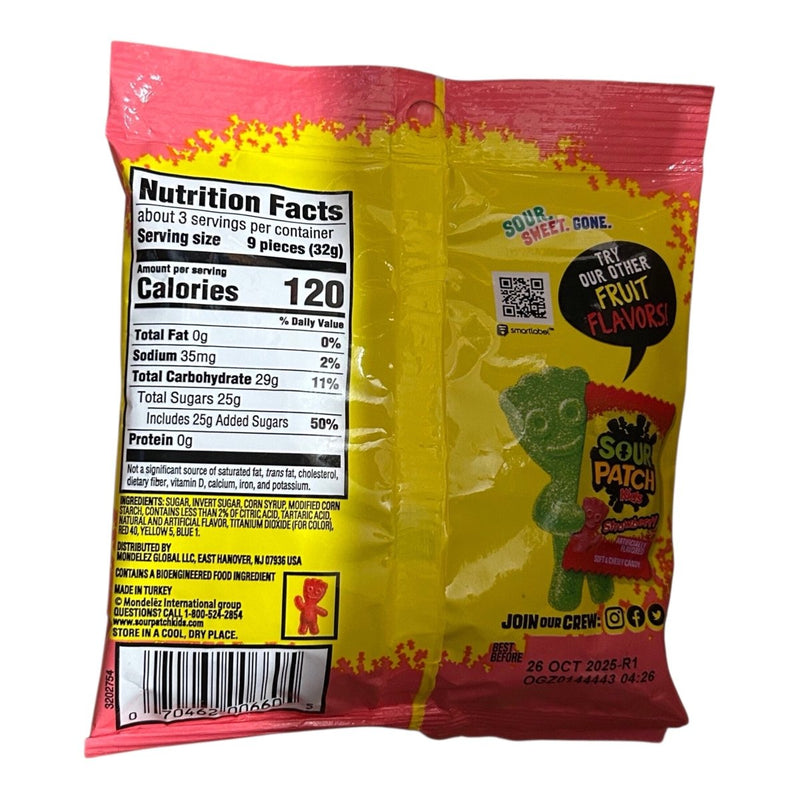 Nutrition Facts
about 3 servings per container
Serving size 9 pieces (32g)
Amount per serving
Calories 120
% Daily Value
Total Fat 0g 0%
Sodium 35mg 2%
Total Carbohydrate 29g 11%
Total Sugars 25g
Includes 25g Added Sugars 50%
Protein 0g
Not a significant source of saturated fat, trans fat, cholesterol,
dietary fiber, vitamin D, calcium, iron, and potassium.
INGREDIENTS: SUGAR, INVERT SUGAR, CORN SYRUP, MODIFIED CORN
STARCH, CONTAINS LESS THAN 2% OF CITRIC ACID, TARTARIC ACID,
NATURAL AND ARTIFICIAL FLAVOR, TITANIUM DIOXIDE (FOR COLOR),
RED 40, YELLOW 5, BLUE 1.
DISTRIBUTED BY
MONDELEZ GLOBAL LLC, EAST HANOVER, NJ 07936 USA
CONTAINS A BIOENGINEERED FOOD INGREDIENT
MADE IN TURKEY
© Mondelēz International group
QUESTIONS? CALL 1-800-524-2854
www.sourpatchkids.com
STORE IN A COOL, DRY PLACE.
3202754
0 70462 00660 5
SOUR.
SWEET. GONE.
smartlabel™
TRY
OUR OTHER
FRUIT
FLAVORS!
SOUR
PATCH
Kids
Strawberry
ARTIFICIALLY
FLAVORED
SOFT & CHEWY CANDY
JOIN OUR CREW:
BEST
BEFORE
26 OCT 2025-R1
OGZ0144443 04:26